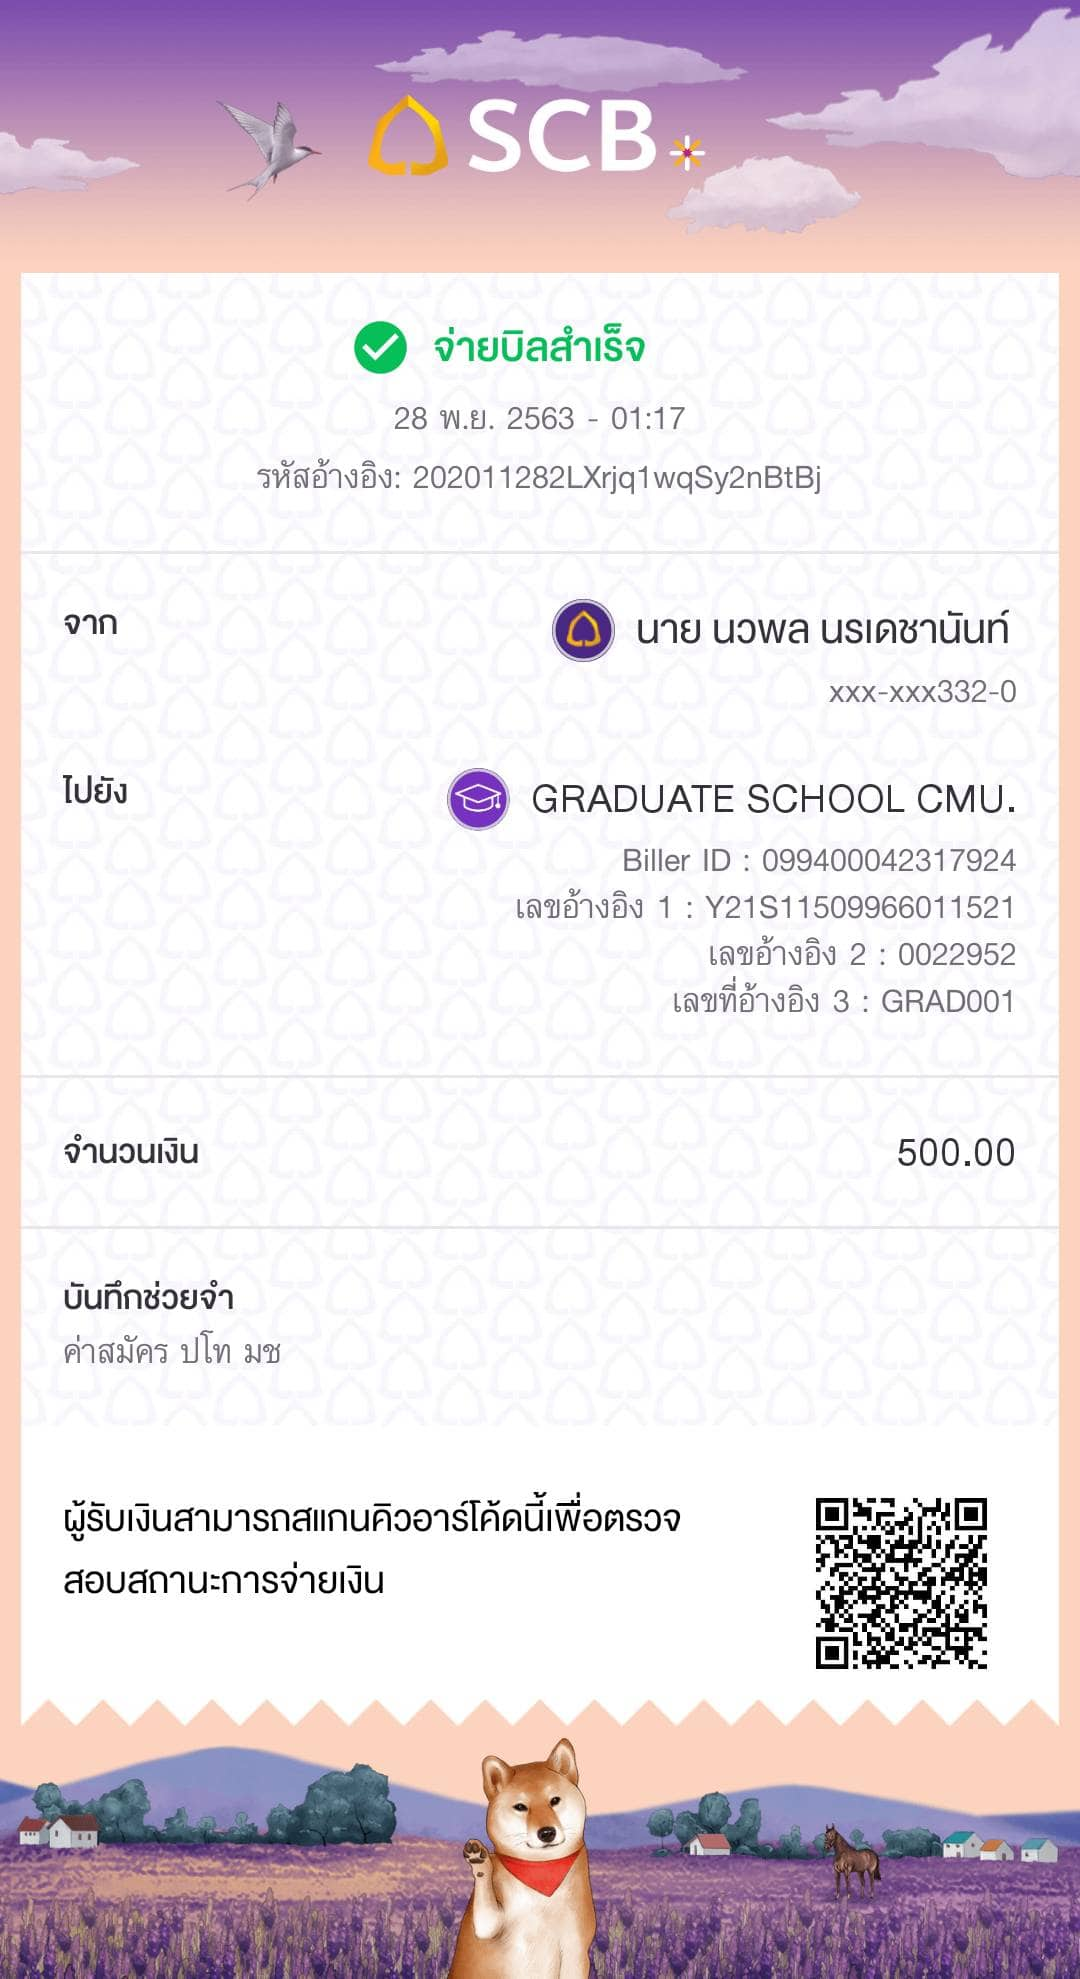 SCB
จ่ายบิลสำเร็จ
28 พ.ย. 2563 - 01:17
รหัสอ้างอิง: 202011282LXrjq1wqSy2nBtBj
จาก
นาย นวพล นรเดชานันท์
xxx-xxx332-0
ไปยัง
GRADUATE SCHOOL CMU.
Biller ID : 099400042317924
เลขอ้างอิง 1 : Y21S11509966011521
เลขอ้างอิง 2 : 0022952
เลขที่อ้างอิง 3 : GRAD001
จำนวนเงิน
500.00
บันทึกช่วยจำ
ค่าสมัคร ปโท มช
ผู้รับเงินสามารถสแกนคิวอาร์โค้ดนี้เพื่อตรวจ
สอบสถานะการจ่ายเงิน